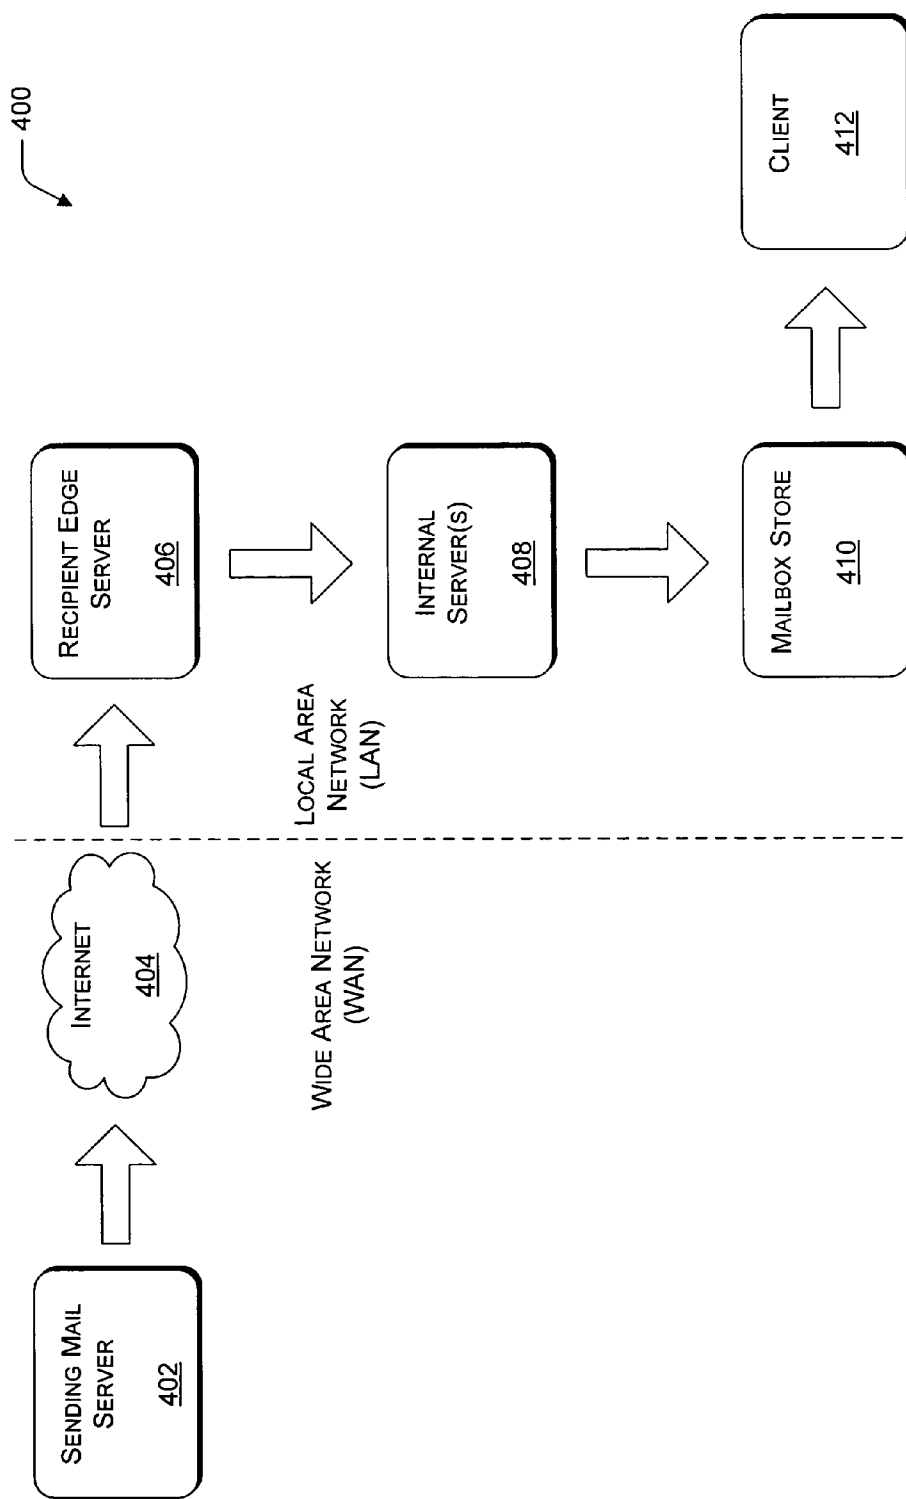 400
SENDING MAIL
SERVER
402
INTERNET
404
RECIPIENT EDGE
SERVER
406
WIDE AREA NETWORK
(WAN)
LOCAL AREA
NETWORK
(LAN)
INTERNAL
SERVER(S)
408
MAILBOX STORE
410
CLIENT
412